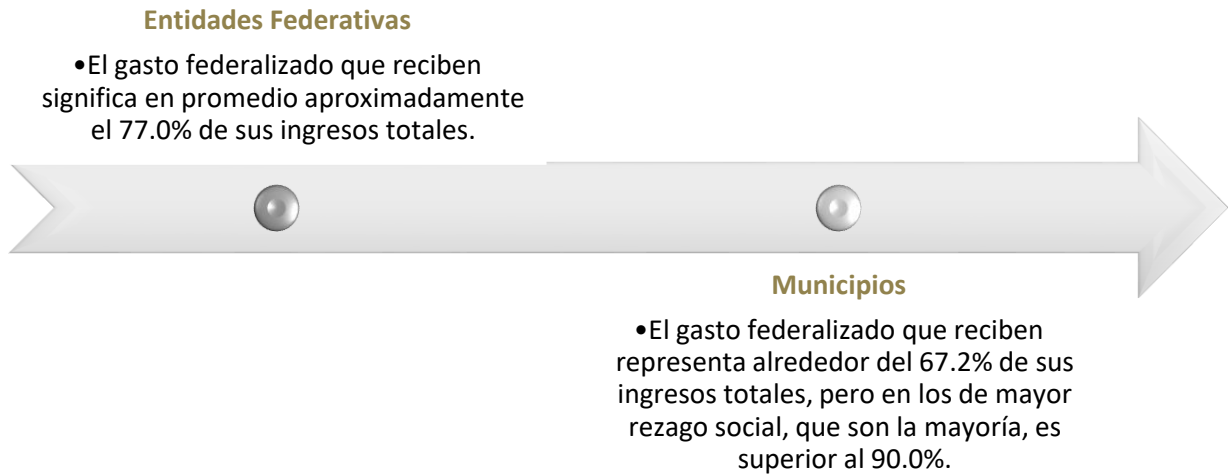 Entidades Federativas
•El gasto federalizado que reciben
significa en promedio aproximadamente
el 77.0% de sus ingresos totales.
Municipios
•El gasto federalizado que reciben
representa alrededor del 67.2% de sus
ingresos totales, pero en los de mayor
rezago social, que son la mayoría, es
superior al 90.0%.